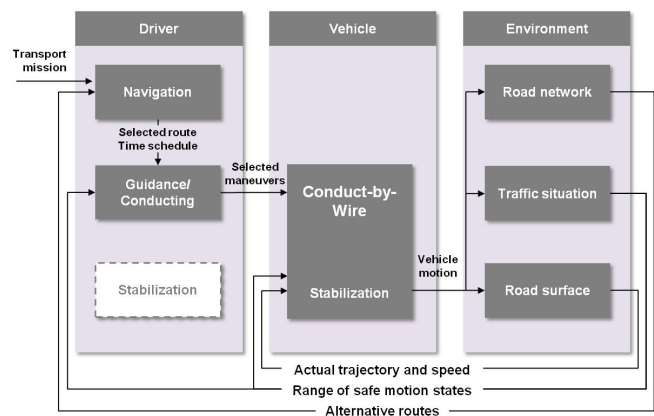 Driver
Vehicle
Environment
Transport
mission
Navigation
Road network
Selected route
Time schedule
Guidance/
Conducting
Selected
maneuvers
Conduct-by-
Wire
Traffic situation
Vehicle
motion
Stabilization
Stabilization
Road surface
Actual trajectory and speed
Range of safe motion states
Alternative routes